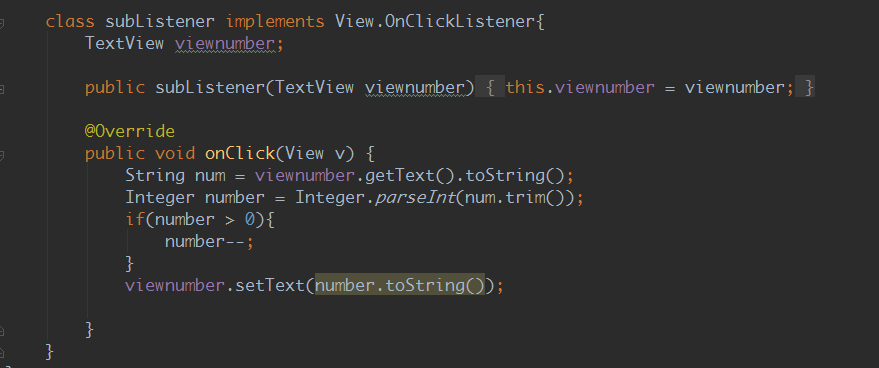 class subListener implements View.OnClickListener{
TextView viewnumber;
public subListener(TextView viewnumber) { this.viewnumber = viewnumber; }
@Override
public void onClick(View v) {
String num = viewnumber.getText().toString();
Integer number = Integer.parseInt(num.trim());
if(number > 0){
number--;
}
viewnumber.setText(number.toString());
}
}